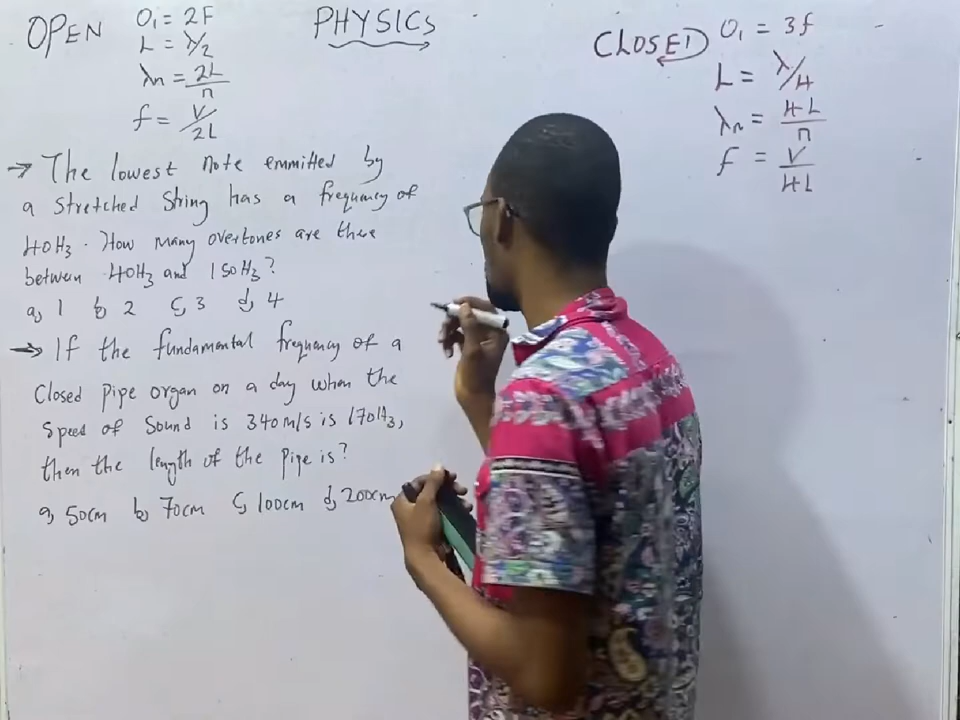 OPEN
O₁ = 2F
L = λ/2
λn = 2L/n
f = V/2L
PHYSICS
CLOSED
O₁ = 3f
L = λ/4
λn = 4L/n
f = V/4L
→ The lowest note emmitted by
a stretched string has a frequency of
40Hz. How many overtones are there
between 40Hz and 150Hz?
a, 1 b, 2 c, 3 d, 4
→ If the fundamental frequency of a
Closed pipe organ on a day when the
speed of sound is 340m/s is 170Hz,
then the length of the pipe is?
a, 50cm b, 70cm c, 100cm d, 200cm